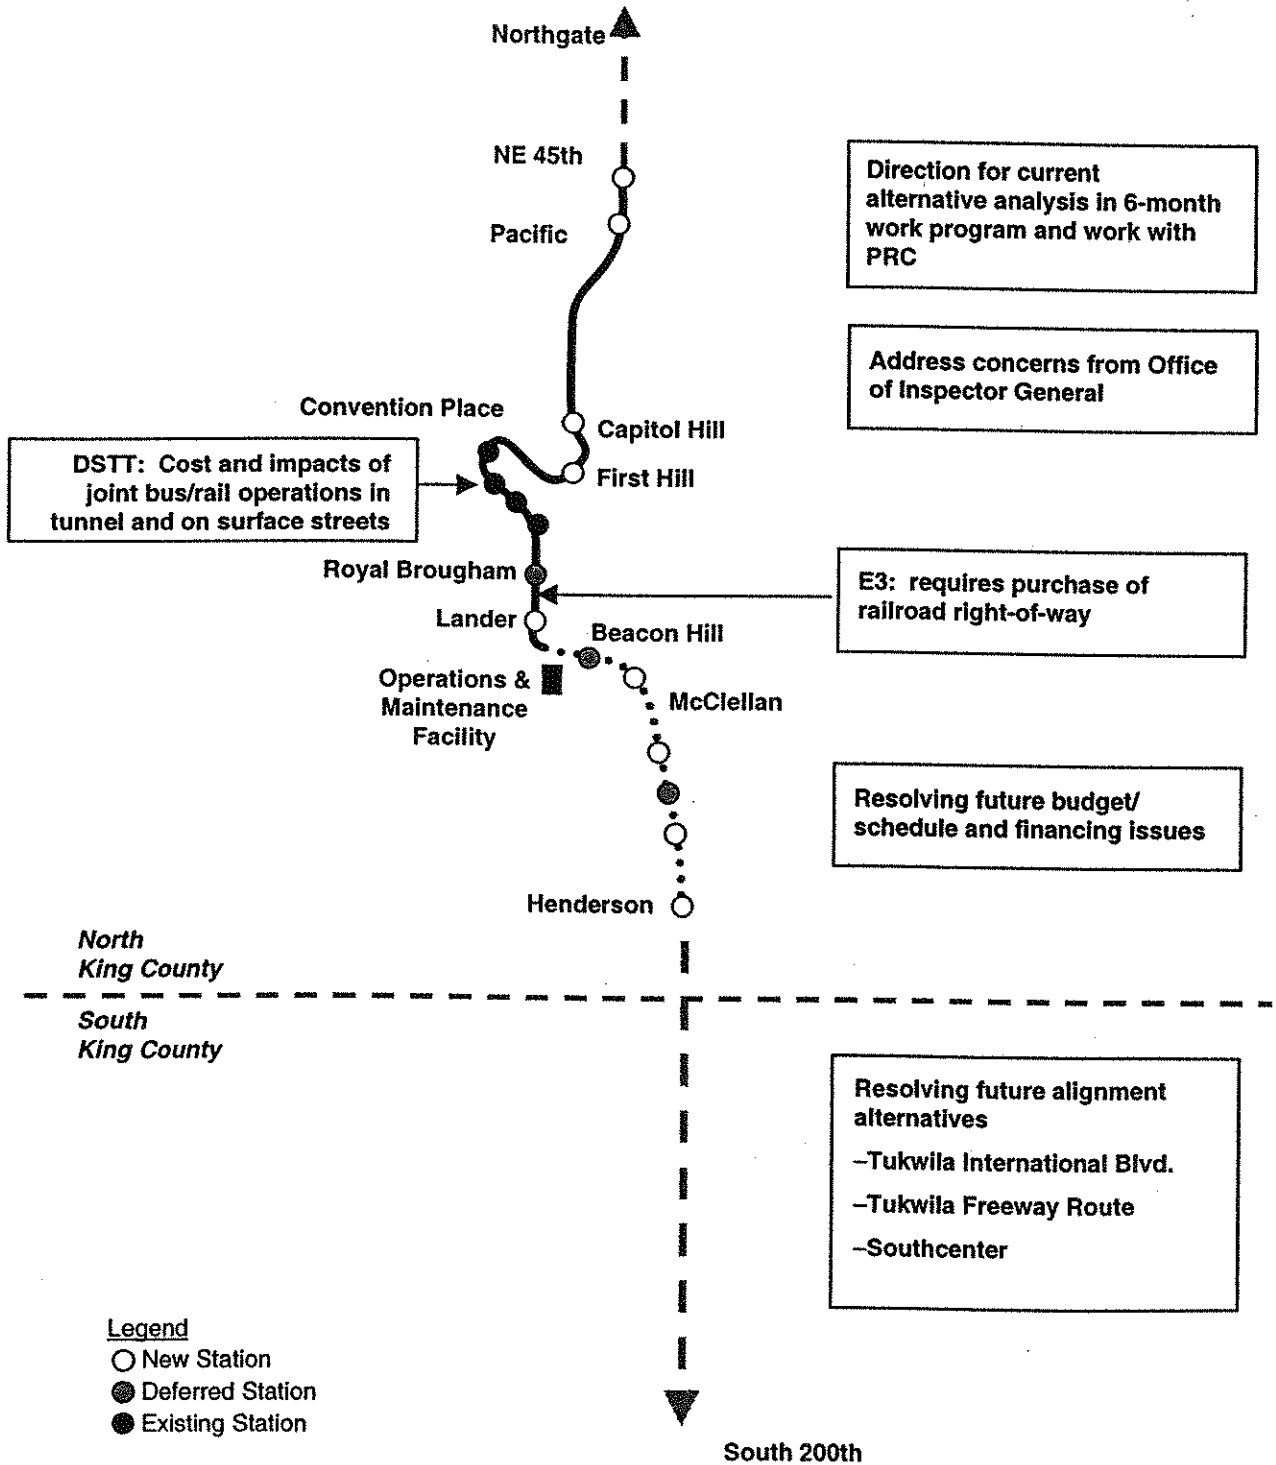 Northgate
NE 45th
Pacific
Direction for current
alternative analysis in 6-month
work program and work with
PRC
Address concerns from Office
of Inspector General
Convention Place
Capitol Hill
First Hill
DSTT: Cost and impacts of
joint bus/rail operations in
tunnel and on surface streets
Royal Brougham
Lander
E3: requires purchase of
railroad right-of-way
Beacon Hill
Operations &
Maintenance
Facility
McClellan
Resolving future budget/
schedule and financing issues
Henderson
North
King County
South
King County
Resolving future alignment
alternatives
–Tukwila International Blvd.
–Tukwila Freeway Route
–Southcenter
Legend
New Station
Deferred Station
Existing Station
South 200th